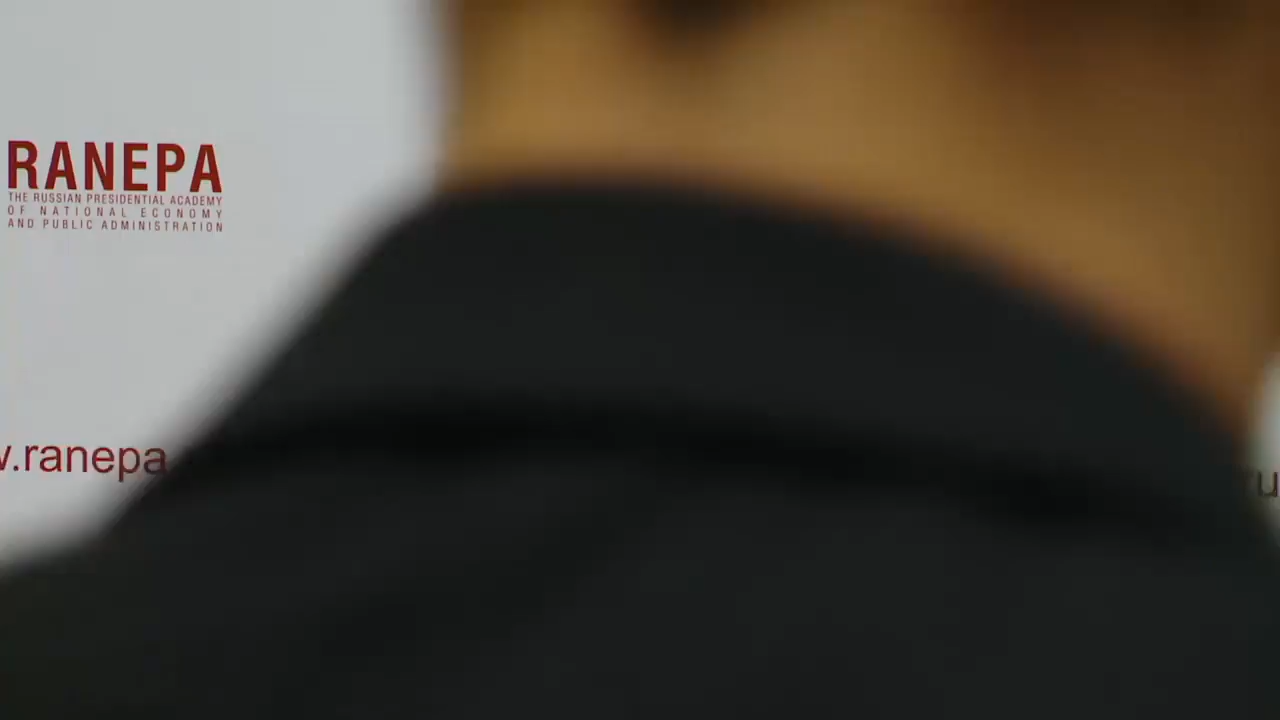 RANEPA
THE RUSSIAN PRESIDENTIAL ACADEMY
OF NATIONAL ECONOMY
AND PUBLIC ADMINISTRATION
.ranepa